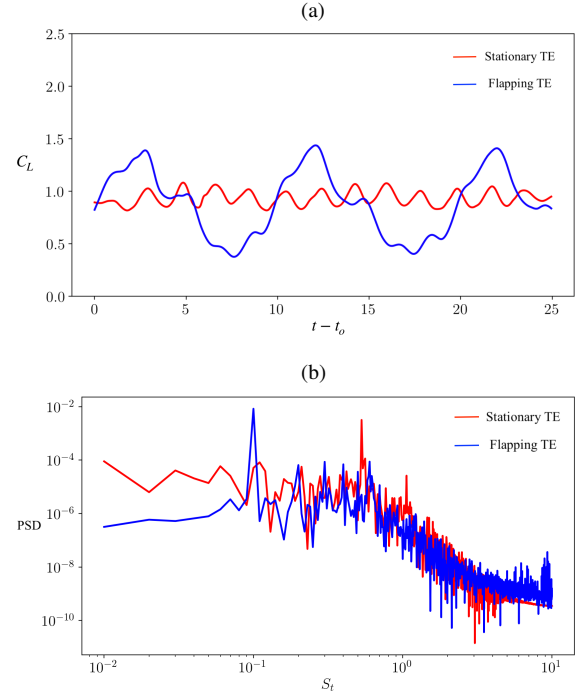 (a)
2.5
Stationary TE
2.0
Flapping TE
1.5
C_L
1.0
0.5
0.0
0 5 10 15 20 25
t − t_o
(b)
10^−2
Stationary TE
Flapping TE
10^−4
PSD
10^−6
10^−8
10^−10
10^−2 10^−1 10^0 10^1
S_t